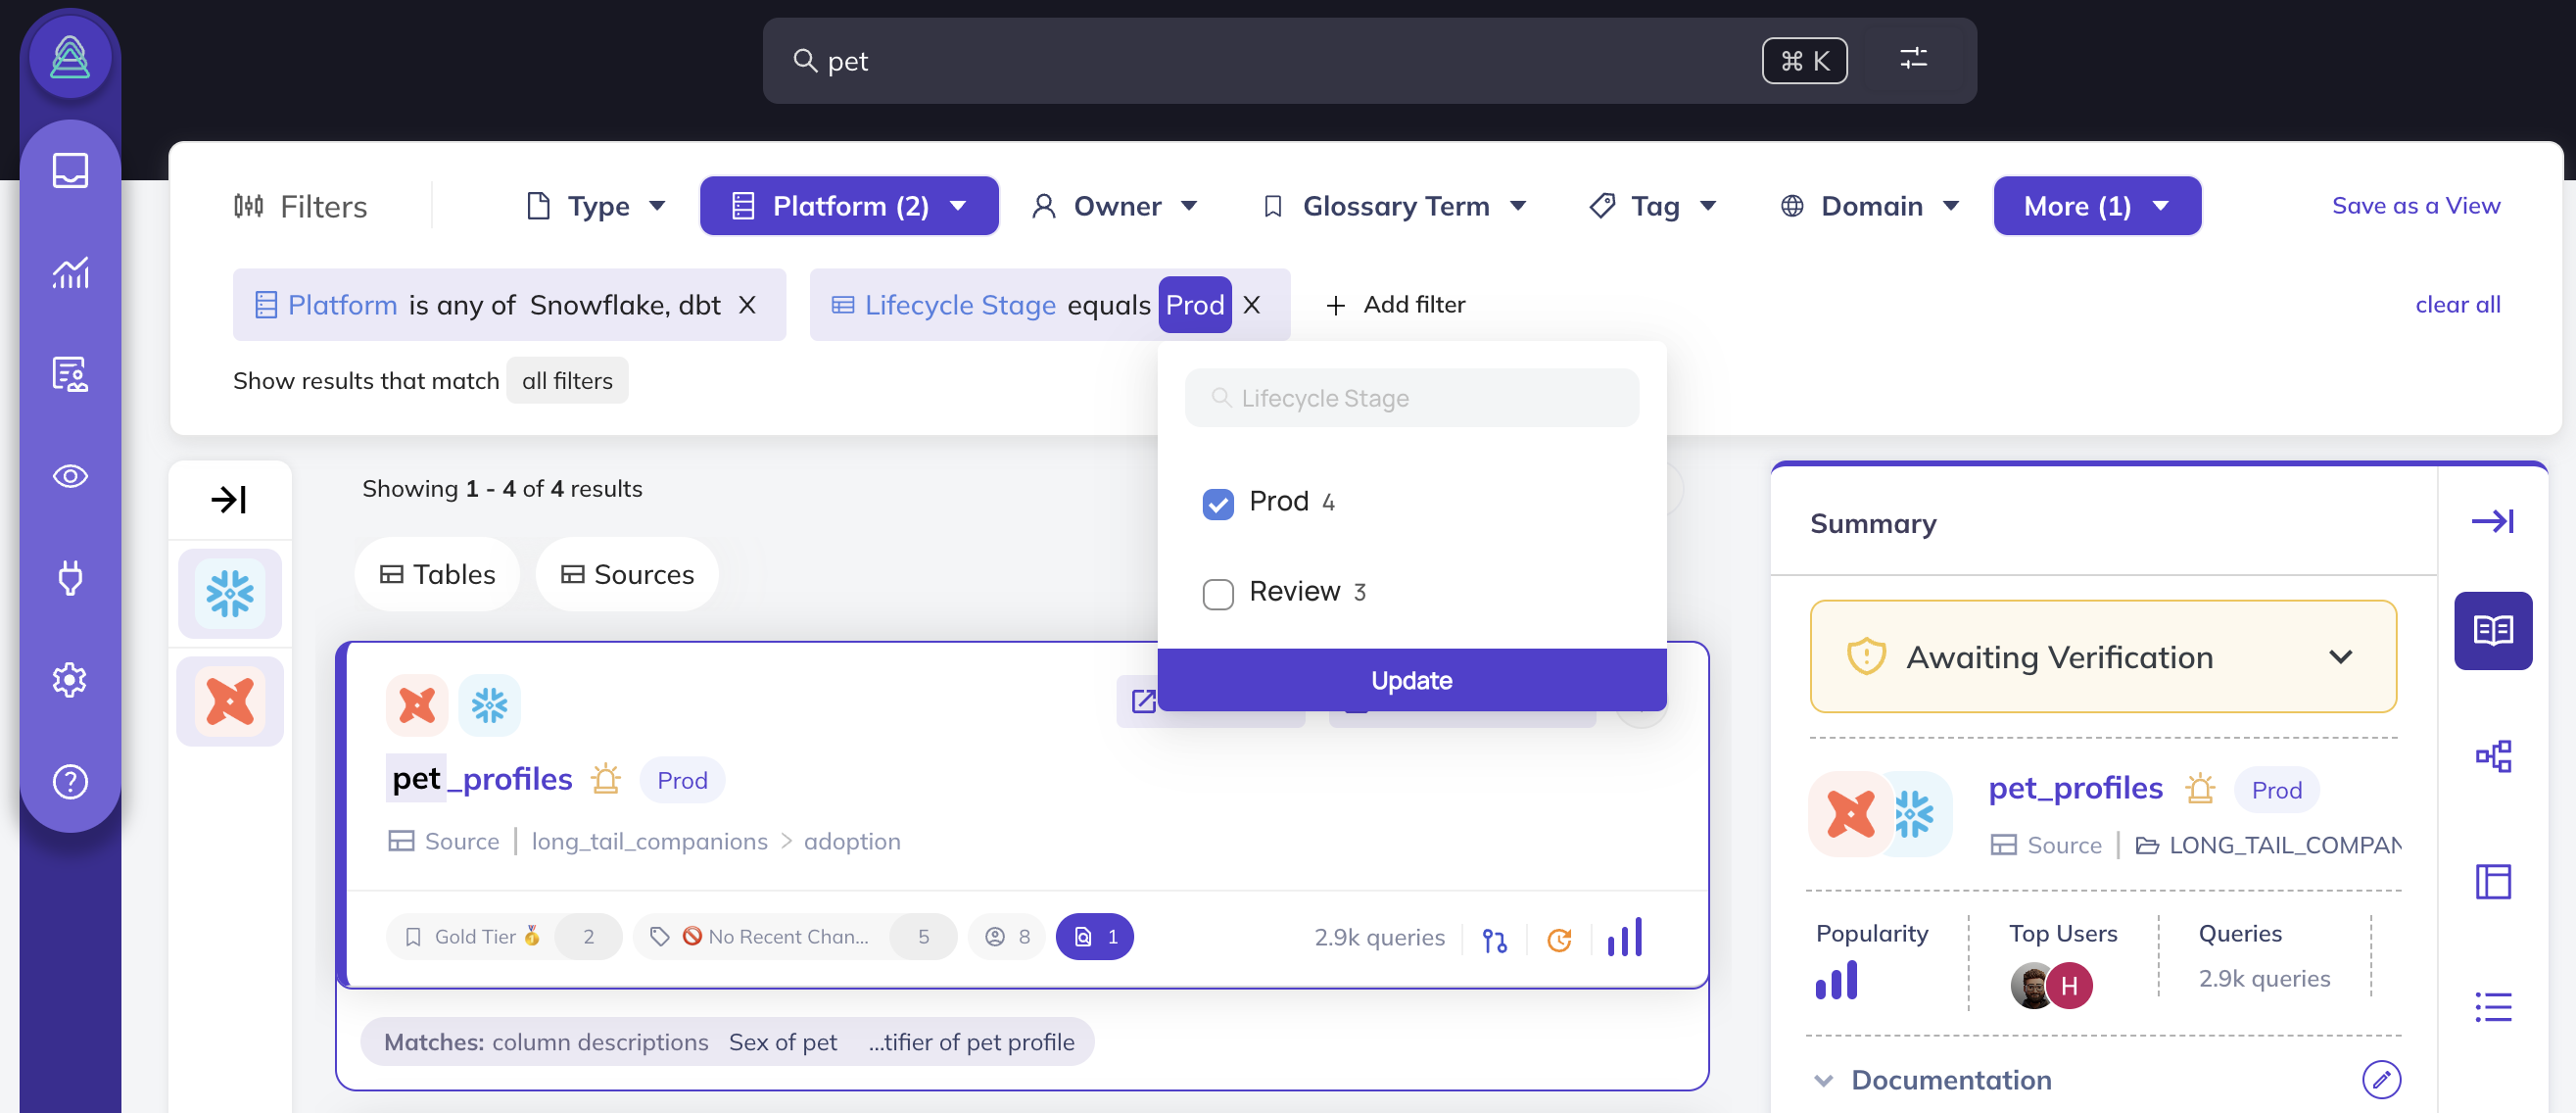 pet
⌘ K
Filters
Type
Platform (2)
Owner
Glossary Term
Tag
Domain
More (1)
Save as a View
Platform is any of Snowflake, dbt X
Lifecycle Stage equals Prod X
+ Add filter
clear all
Show results that match all filters
Lifecycle Stage
Prod 4
Review 3
Update
Showing 1 - 4 of 4 results
Tables
Sources
pet_profiles
Prod
Source | long_tail_companions > adoption
Gold Tier 🥇 2
🚫 No Recent Chan... 5
8
1
2.9k queries
Matches: column descriptions Sex of pet ...tifier of pet profile
Summary
Awaiting Verification
pet_profiles
Prod
Source | LONG_TAIL_COMPAN
Popularity
Top Users
H
Queries
2.9k queries
Documentation